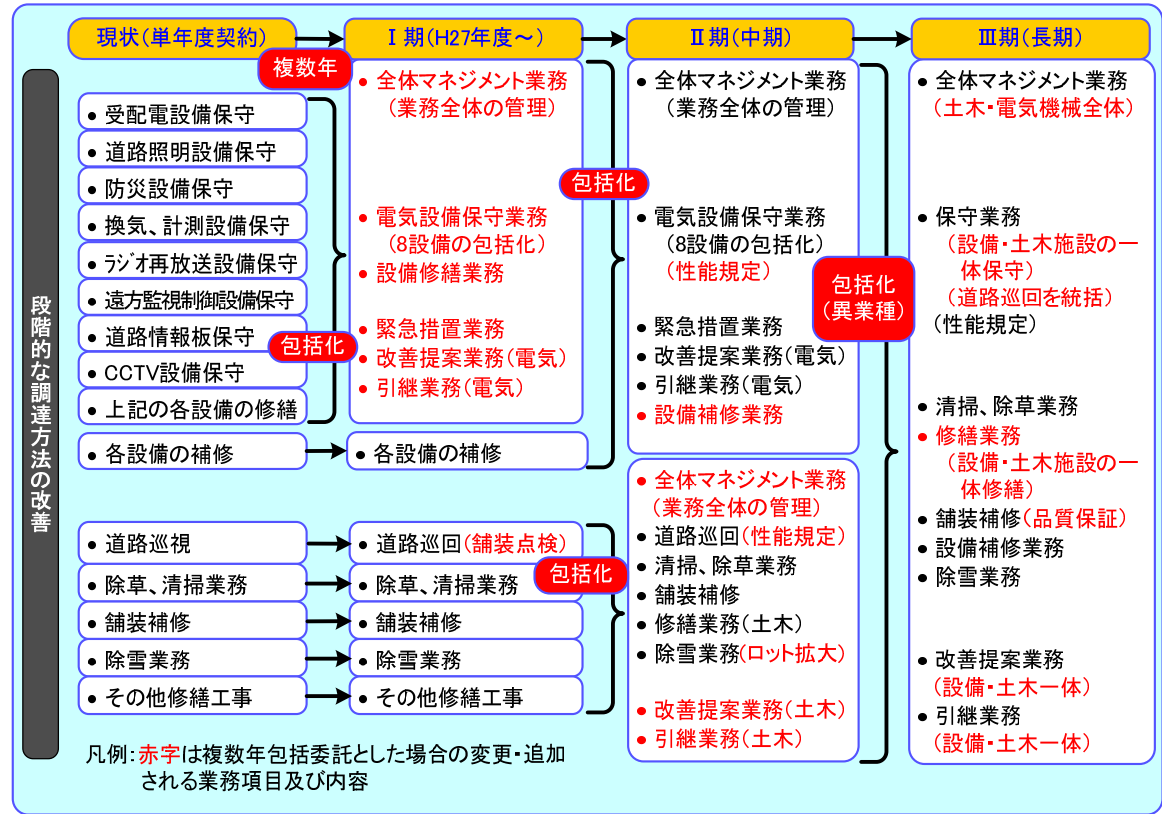 現状(単年度契約)
Ⅰ期(H27年度～)
Ⅱ期(中期)
Ⅲ期(長期)
段階的な調達方法の改善
複数年
• 受配電設備保守
• 道路照明設備保守
• 防災設備保守
• 換気、計測設備保守
• ﾗｼﾞｵ再放送設備保守
• 遠方監視制御設備保守
• 道路情報板保守
• CCTV設備保守
• 上記の各設備の修繕
• 各設備の補修
• 道路巡視
• 除草、清掃業務
• 舗装補修
• 除雪業務
• その他修繕工事
包括化
• 全体マネジメント業務
(業務全体の管理)
• 電気設備保守業務
(8設備の包括化)
• 設備修繕業務
• 緊急措置業務
• 改善提案業務(電気)
• 引継業務(電気)
• 各設備の補修
• 道路巡回(舗装点検)
• 除草、清掃業務
• 舗装補修
• 除雪業務
• その他修繕工事
包括化
包括化
• 全体マネジメント業務
(業務全体の管理)
• 電気設備保守業務
(8設備の包括化)
(性能規定)
• 緊急措置業務
• 改善提案業務(電気)
• 引継業務(電気)
• 設備補修業務
• 全体マネジメント業務
(業務全体の管理)
• 道路巡回(性能規定)
• 清掃、除草業務
• 舗装補修
• 修繕業務(土木)
• 除雪業務(ロット拡大)
• 改善提案業務(土木)
• 引継業務(土木)
包括化
(異業種)
• 全体マネジメント業務
(土木・電気機械全体)
• 保守業務
(設備・土木施設の一
体保守)
(道路巡回を統括)
(性能規定)
• 清掃、除草業務
• 修繕業務
(設備・土木施設の一
体修繕)
• 舗装補修(品質保証)
• 設備補修業務
• 除雪業務
• 改善提案業務
(設備・土木一体)
• 引継業務
(設備・土木一体)
凡例:赤字は複数年包括委託とした場合の変更・追加
される業務項目及び内容